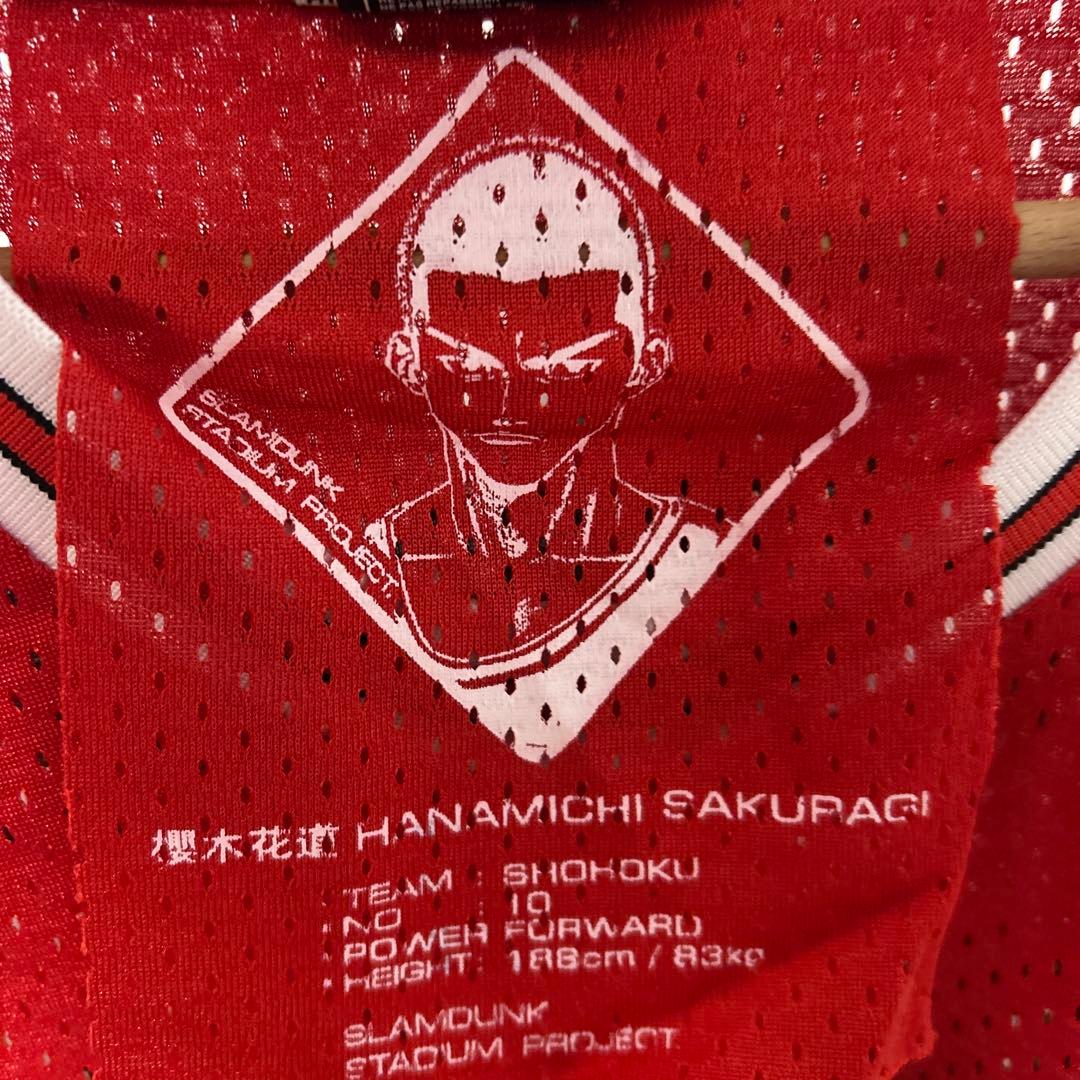 SLAMDUNK
STADIUM PROJECT
櫻木花道 HANAMICHI SAKURAGI
TEAM : SHOHOKU
NO : 10
POWER FORWARD
HEIGHT : 188cm / 83kg
SLAMDUNK
STADIUM PROJECT